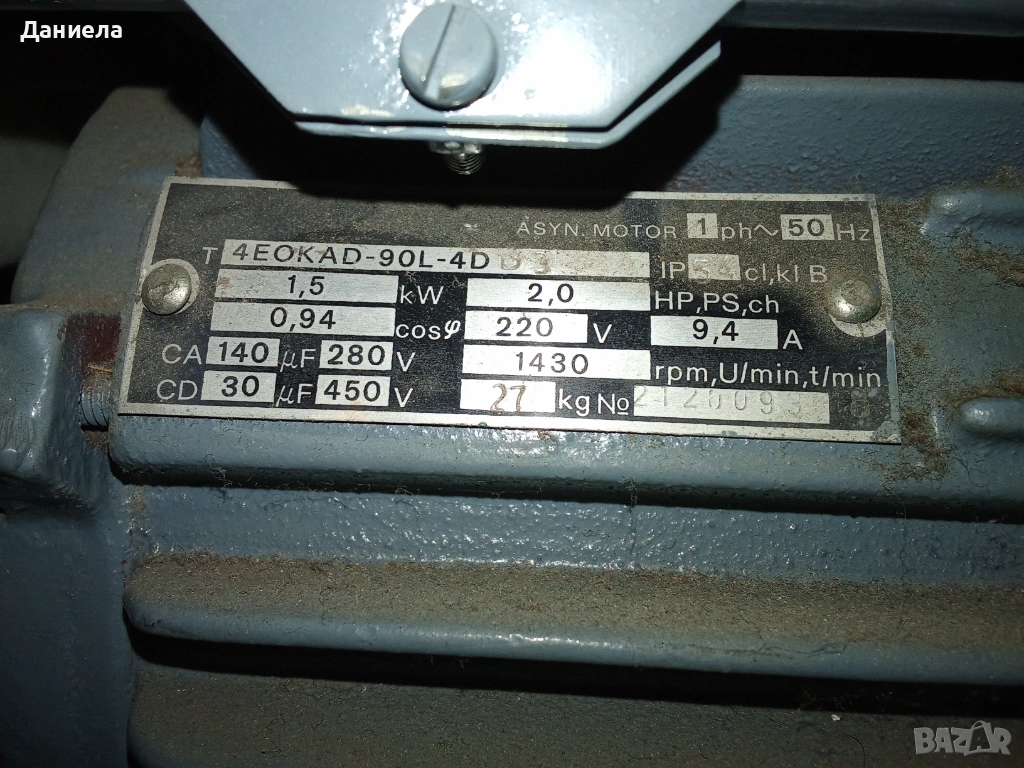 Даниела
ASYN. MOTOR 1 ph~ 50 Hz
T 4EOKAD-90L-4D IP 54 cl,kl B
1,5 kW 2,0 HP,PS,ch
0,94 cosφ 220 V 9,4 A
CA 140 μF 280 V 1430 rpm,U/min,t/min
CD 30 μF 450 V 27 kg №
BAZAR